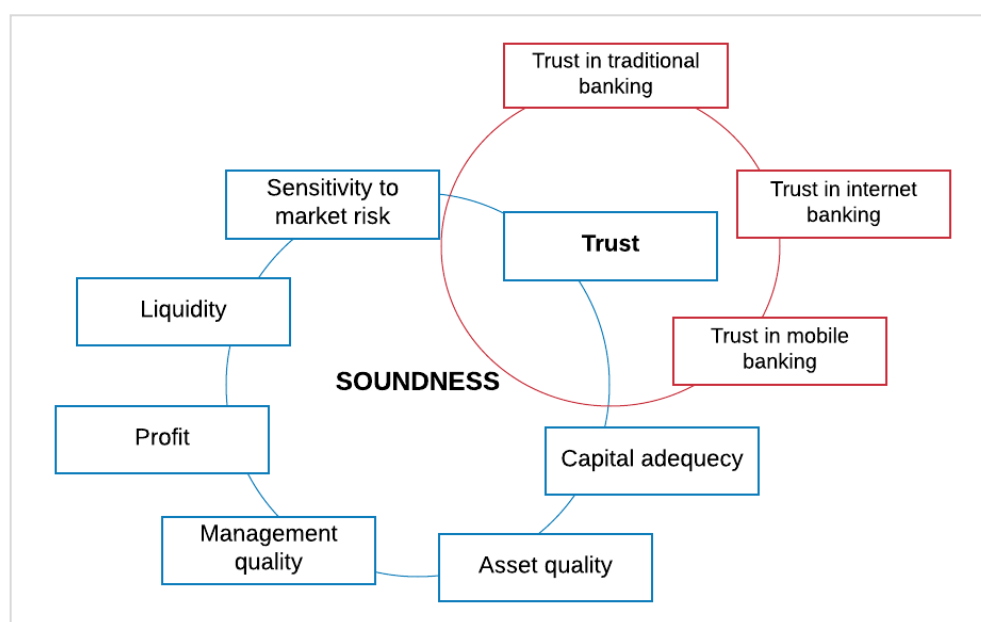 Trust in traditional
banking
Sensitivity to
market risk
Trust in internet
banking
Trust
Liquidity
Trust in mobile
banking
SOUNDNESS
Profit
Capital adequecy
Management
quality
Asset quality